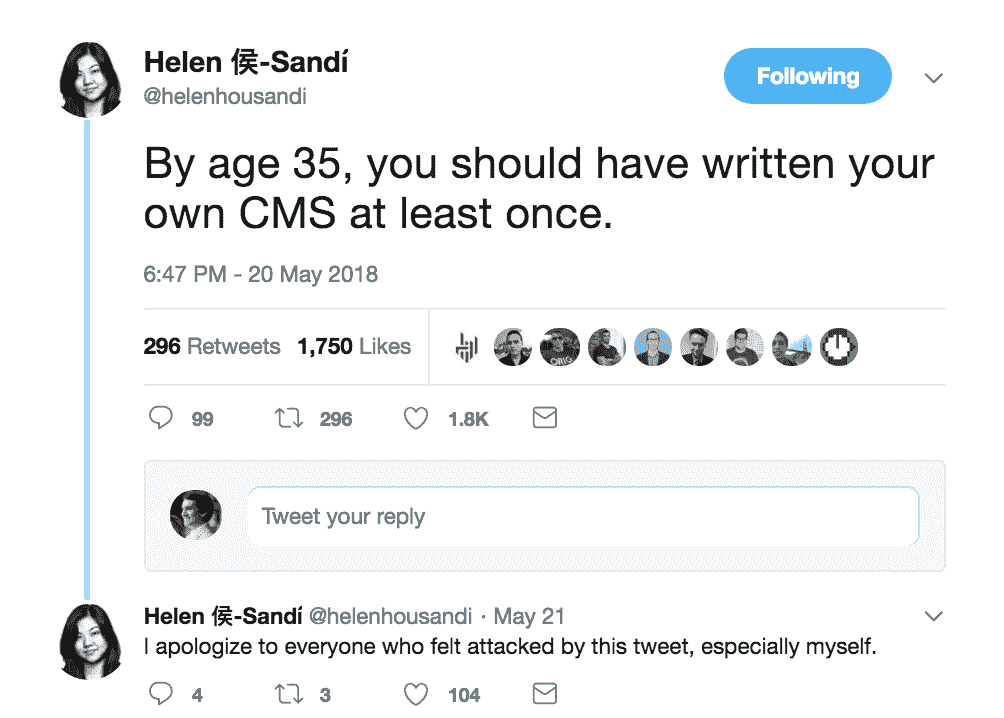 Helen 侯-Sandí
@helenhousandi
Following
By age 35, you should have written your
own CMS at least once.
6:47 PM - 20 May 2018
296 Retweets 1,750 Likes
ORIG
99 296 1.8K
Tweet your reply
Helen 侯-Sandí @helenhousandi · May 21
I apologize to everyone who felt attacked by this tweet, especially myself.
4 3 104